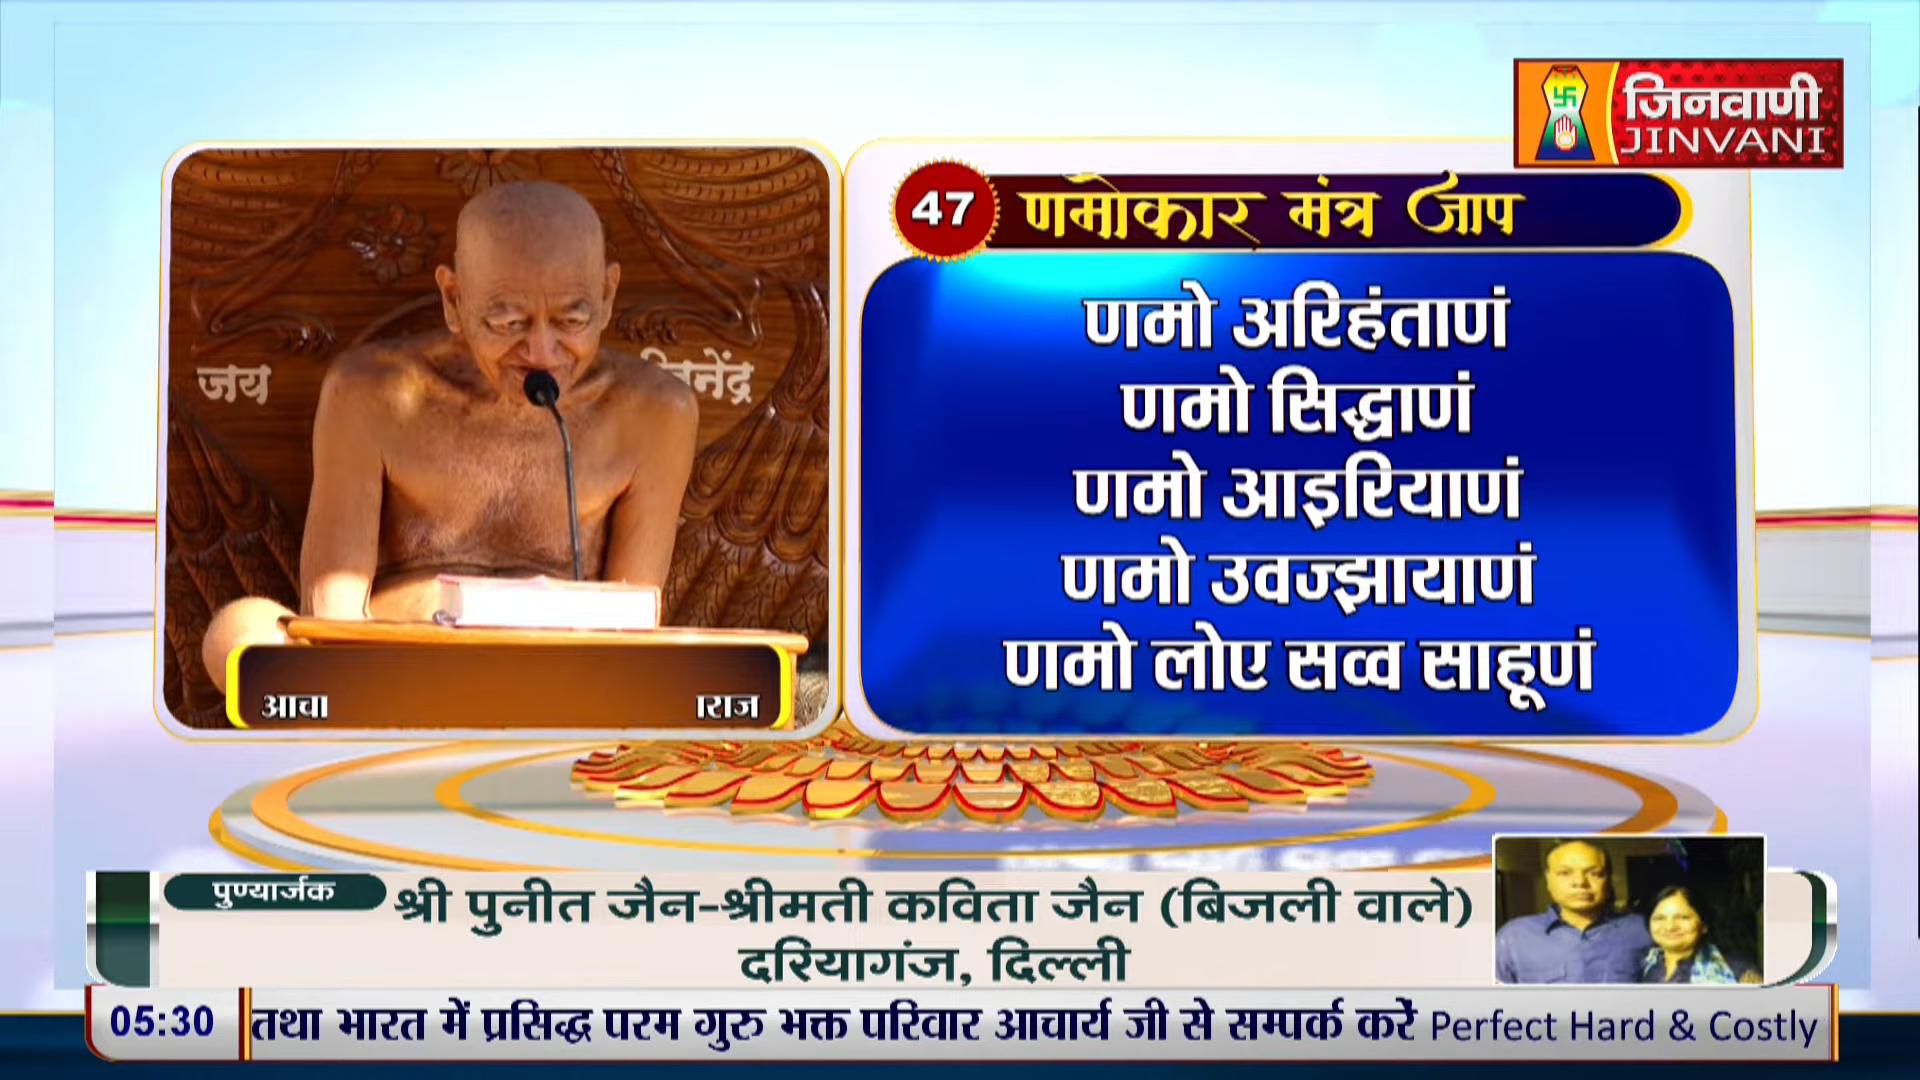 जिनवाणी
JINVANI
47 णमोकार मंत्र जाप
णमो अरिहंताणं
णमो सिद्धाणं
णमो आइरियाणं
णमो उवज्झायाणं
णमो लोए सव्व साहूणं
जय
पुण्यार्जक
श्री पुनीत जैन-श्रीमती कविता जैन (बिजली वाले)
दरियागंज, दिल्ली
05:30 तथा भारत में प्रसिद्ध परम गुरु भक्त परिवार आचार्य जी से सम्पर्क करें Perfect Hard & Costly